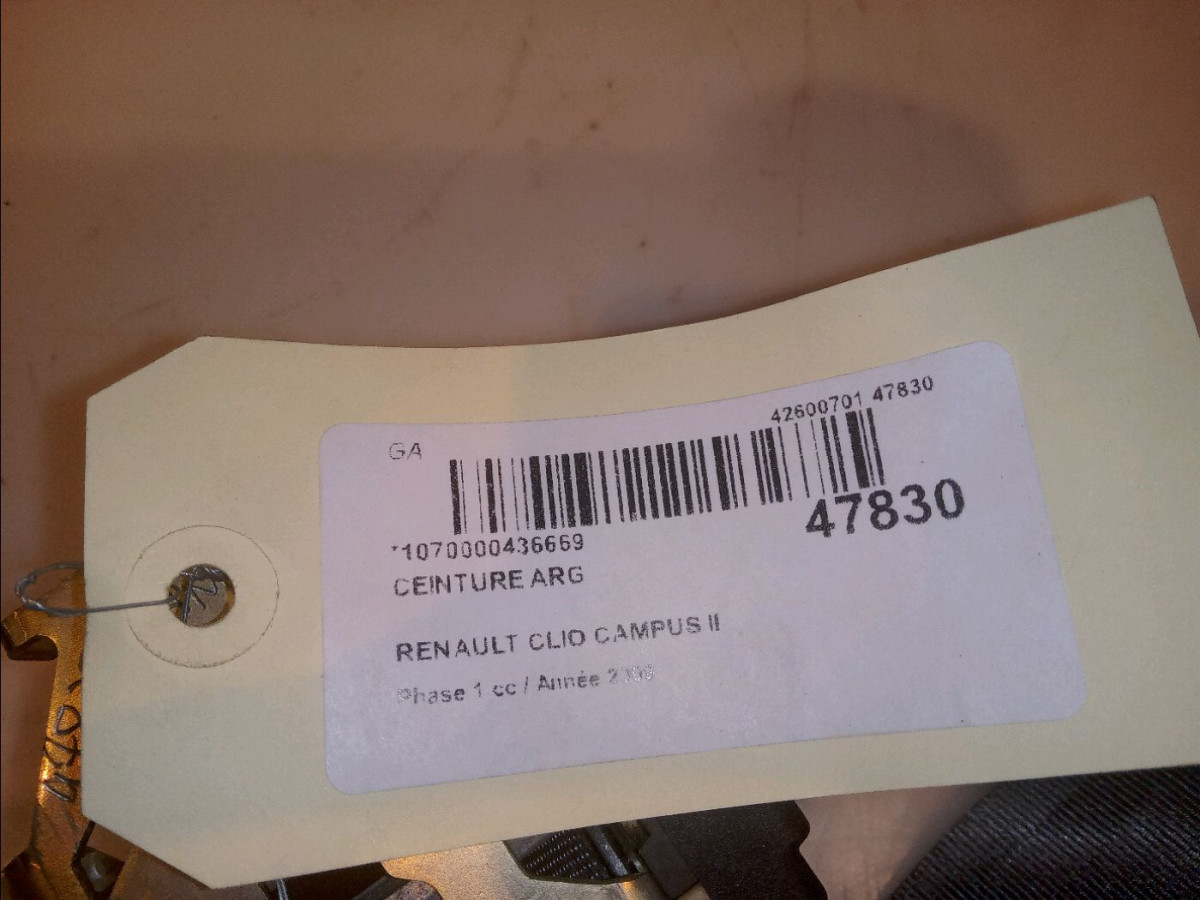 42600701 47830
GA
47830
*1070000436669
CEINTURE ARG
RENAULT CLIO CAMPUS II
Phase 1 cc / Année